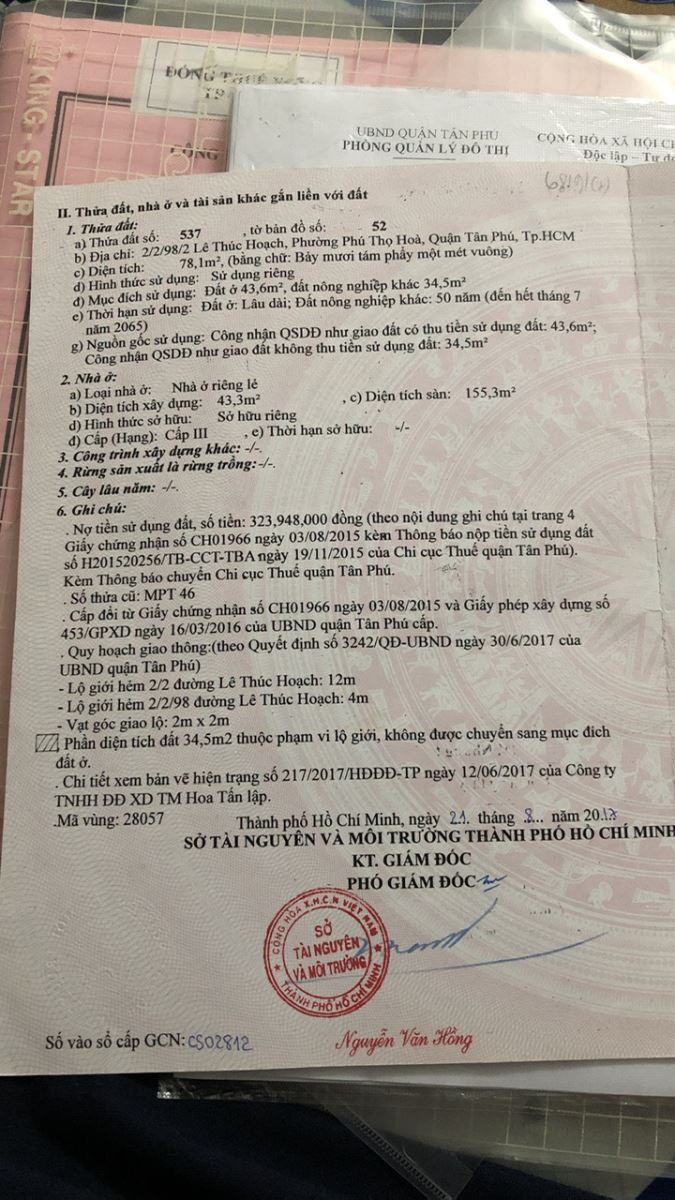 KING-STAR
UBND QUẬN TÂN PHÚ
PHÒNG QUẢN LÝ ĐÔ THỊ
CỘNG HÒA XÃ HỘI
Độc lập - Tự
CÔNG
II. Thửa đất, nhà ở và tài sản khác gắn liền với đất
1. Thửa đất:
a) Thửa đất số: 537 , tờ bản đồ số: 52
b) Địa chỉ: 2/2/98/2 Lê Thúc Hoạch, Phường Phú Thọ Hoà, Quận Tân Phú, Tp.HCM
c) Diện tích: 78,1m², (bằng chữ: Bảy mươi tám phẩy một mét vuông)
d) Hình thức sử dụng: Sử dụng riêng
đ) Mục đích sử dụng: Đất ở 43,6m², đất nông nghiệp khác 34,5m²
e) Thời hạn sử dụng: Đất ở: Lâu dài; Đất nông nghiệp khác: 50 năm (đến hết tháng 7
năm 2065)
g) Nguồn gốc sử dụng: Công nhận QSDĐ như giao đất có thu tiền sử dụng đất: 43,6m²;
Công nhận QSDĐ như giao đất không thu tiền sử dụng đất: 34,5m²
2. Nhà ở:
a) Loại nhà ở: Nhà ở riêng lẻ
b) Diện tích xây dựng: 43,3m² , c) Diện tích sàn: 155,3m²
d) Hình thức sở hữu: Sở hữu riêng
đ) Cấp (Hạng): Cấp III , e) Thời hạn sở hữu: -/-
3. Công trình xây dựng khác: -/-.
4. Rừng sản xuất là rừng trồng:-/-.
5. Cây lâu năm: -/-.
6. Ghi chú:
. Nợ tiền sử dụng đất, số tiền: 323,948,000 đồng (theo nội dung ghi chú tại trang 4
Giấy chứng nhận số CH01966 ngày 03/08/2015 kèm Thông báo nộp tiền sử dụng đất
số H201520256/TB-CCT-TBA ngày 19/11/2015 của Chi cục Thuế quận Tân Phú).
Kèm Thông báo chuyển Chi cục Thuế quận Tân Phú.
. Số thửa cũ: MPT 46
. Cấp đổi từ Giấy chứng nhận số CH01966 ngày 03/08/2015 và Giấy phép xây dựng số
453/GPXD ngày 16/03/2016 của UBND quận Tân Phú cấp.
. Quy hoạch giao thông:(theo Quyết định số 3242/QĐ-UBND ngày 30/6/2017 của
UBND quận Tân Phú)
- Lộ giới hẻm 2/2 đường Lê Thúc Hoạch: 12m
- Lộ giới hẻm 2/2/98 đường Lê Thúc Hoạch: 4m
- Vạt góc giao lộ: 2m x 2m
Phần diện tích đất 34,5m2 thuộc phạm vi lộ giới, không được chuyển sang mục đích
đất ở.
. Chi tiết xem bản vẽ hiện trạng số 217/2017/HĐĐĐ-TP ngày 12/06/2017 của Công ty
TNHH ĐĐ XD TM Hoa Tấn lập.
.Mã vùng: 28057
Thành phố Hồ Chí Minh, ngày 21 tháng 8... năm 2017
SỞ TÀI NGUYÊN VÀ MÔI TRƯỜNG THÀNH PHỐ HỒ CHÍ MINH
KT. GIÁM ĐỐC
PHÓ GIÁM ĐỐC
CỘNG HÒA X.H.C.N VIỆT NAM
SỞ
TÀI NGUYÊN
VÀ MÔI TRƯỜNG
THÀNH PHỐ HỒ CHÍ MINH
Số vào sổ cấp GCN: CS02812
Nguyễn Văn Hồng